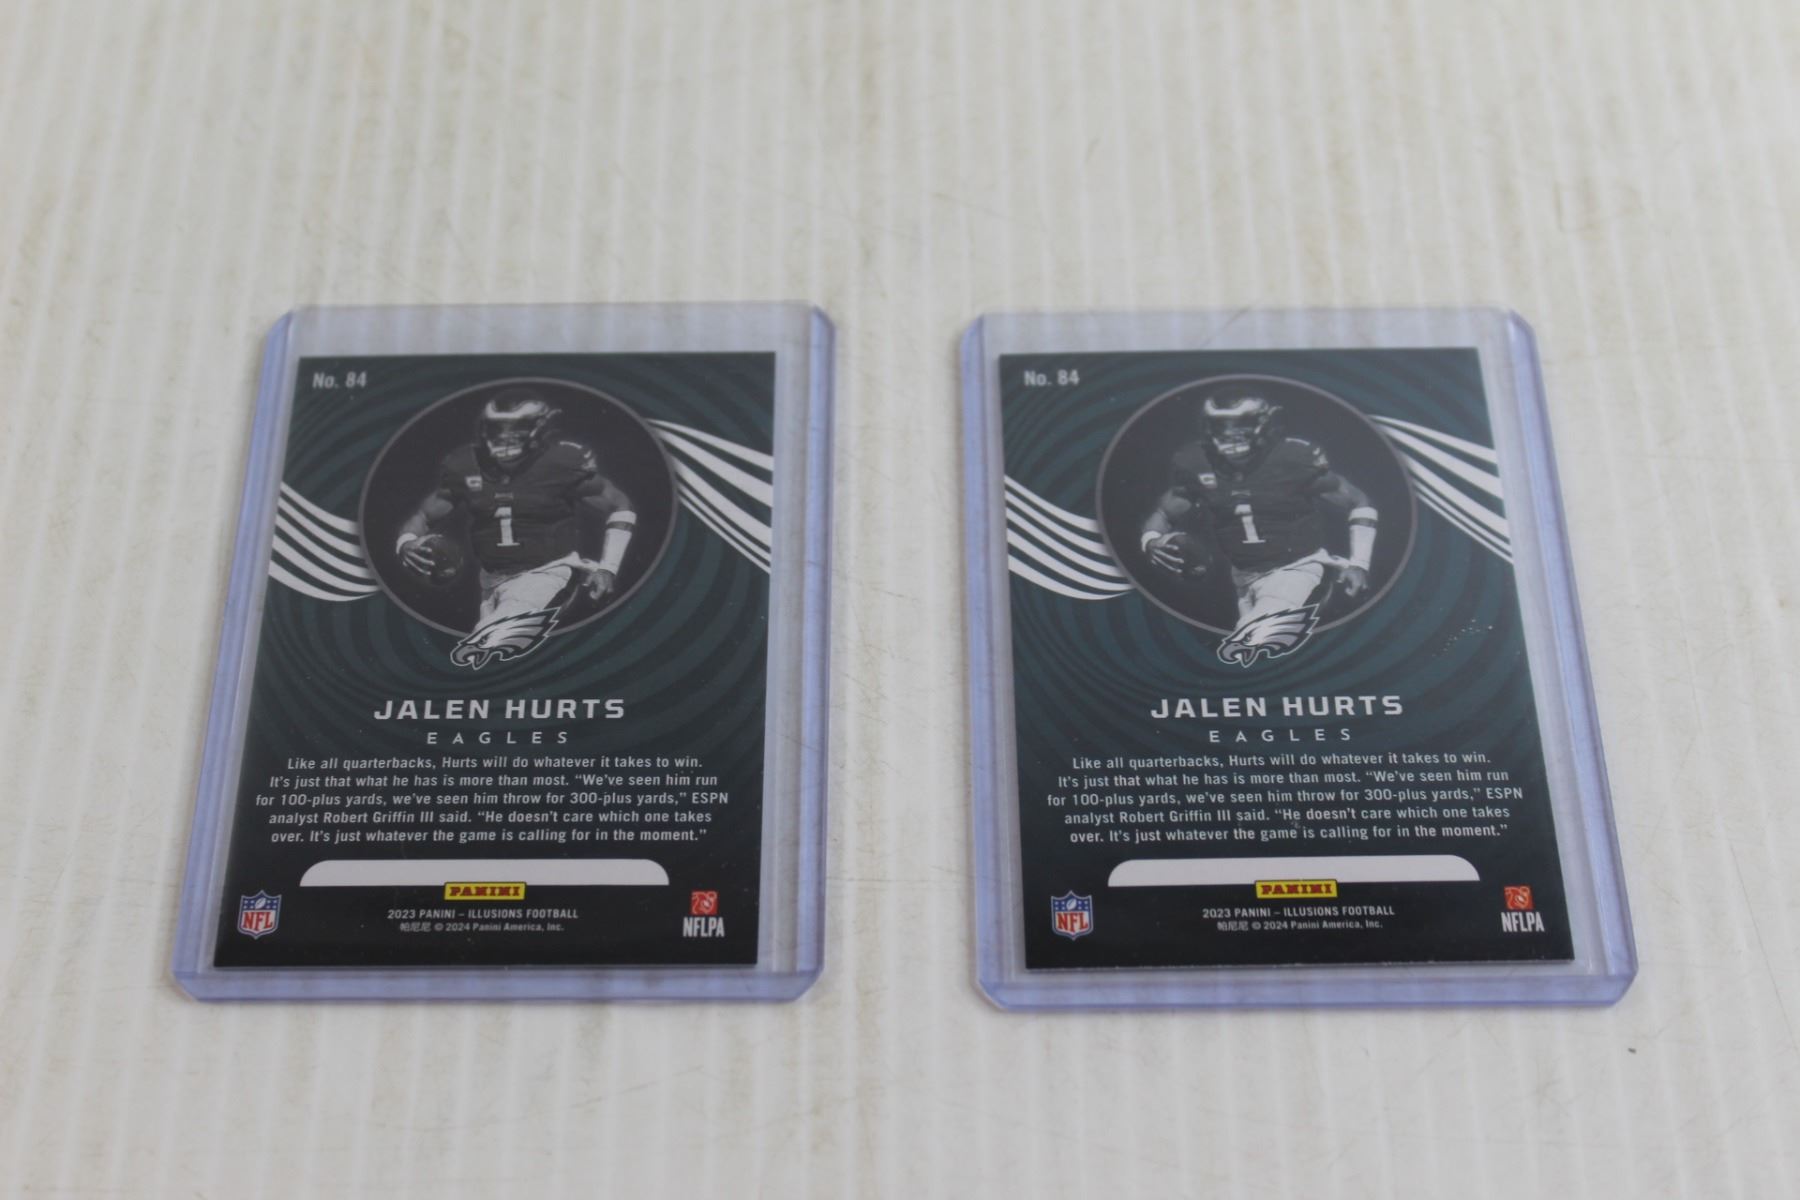 No. 84
1
JALEN HURTS
EAGLES
Like all quarterbacks, Hurts will do whatever it takes to win.
It's just that what he has is more than most. “We've seen him run
for 100-plus yards, we've seen him throw for 300-plus yards,” ESPN
analyst Robert Griffin III said. “He doesn't care which one takes
over. It's just whatever the game is calling for in the moment.”
PANINI
NFL
2023 PANINI – ILLUSIONS FOOTBALL
帕尼尼 © 2024 Panini America, Inc.
NFLPA
No. 84
1
JALEN HURTS
EAGLES
Like all quarterbacks, Hurts will do whatever it takes to win.
It's just that what he has is more than most. “We've seen him run
for 100-plus yards, we've seen him throw for 300-plus yards,” ESPN
analyst Robert Griffin III said. “He doesn't care which one takes
over. It's just whatever the game is calling for in the moment.”
PANINI
NFL
2023 PANINI – ILLUSIONS FOOTBALL
帕尼尼 © 2024 Panini America, Inc.
NFLPA